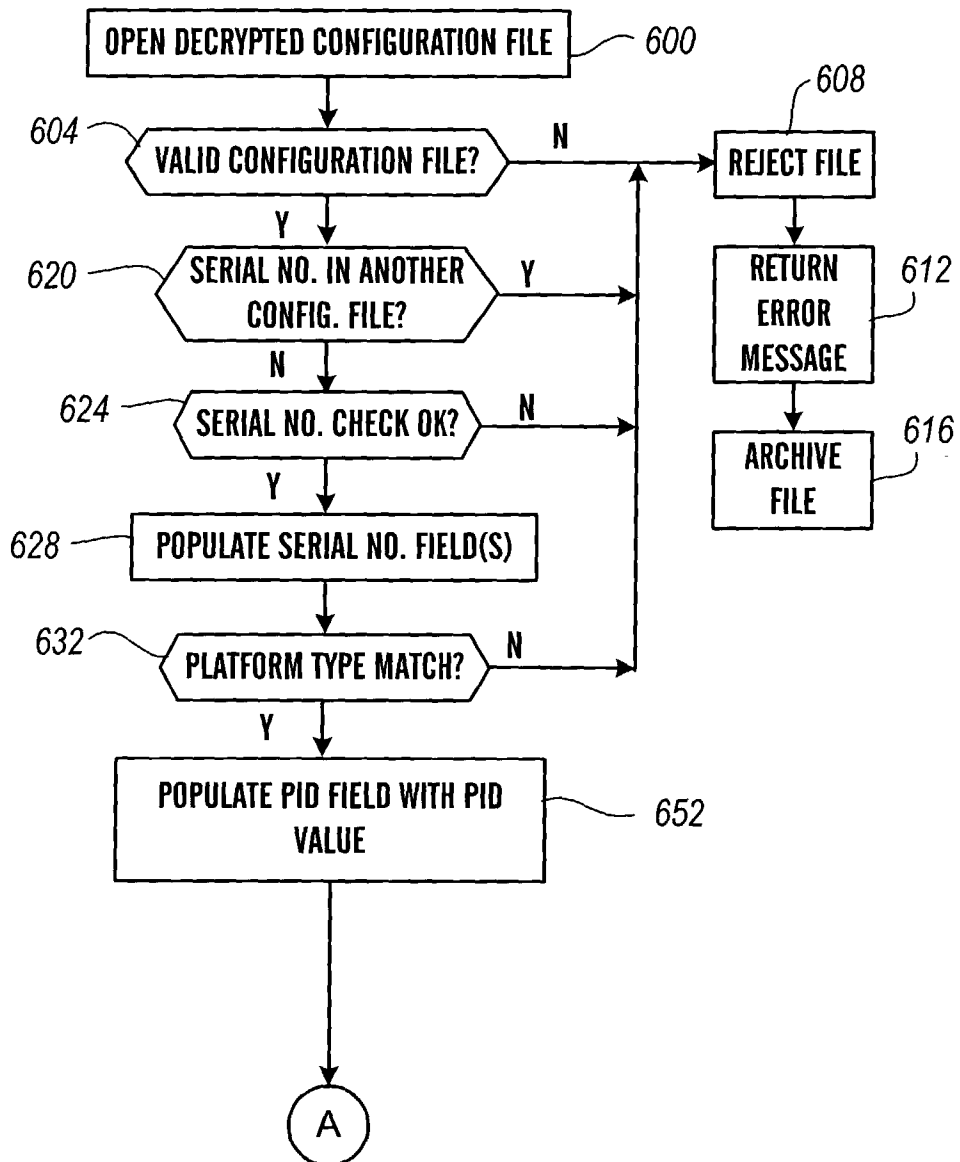 OPEN DECRYPTED CONFIGURATION FILE
600
608
604
VALID CONFIGURATION FILE?
N
REJECT FILE
Y
620
SERIAL NO. IN ANOTHER
CONFIG. FILE?
Y
RETURN
ERROR
MESSAGE
612
N
624
SERIAL NO. CHECK OK?
N
ARCHIVE
FILE
616
Y
628
POPULATE SERIAL NO. FIELD(S)
632
PLATFORM TYPE MATCH?
N
Y
POPULATE PID FIELD WITH PID
VALUE
652
A